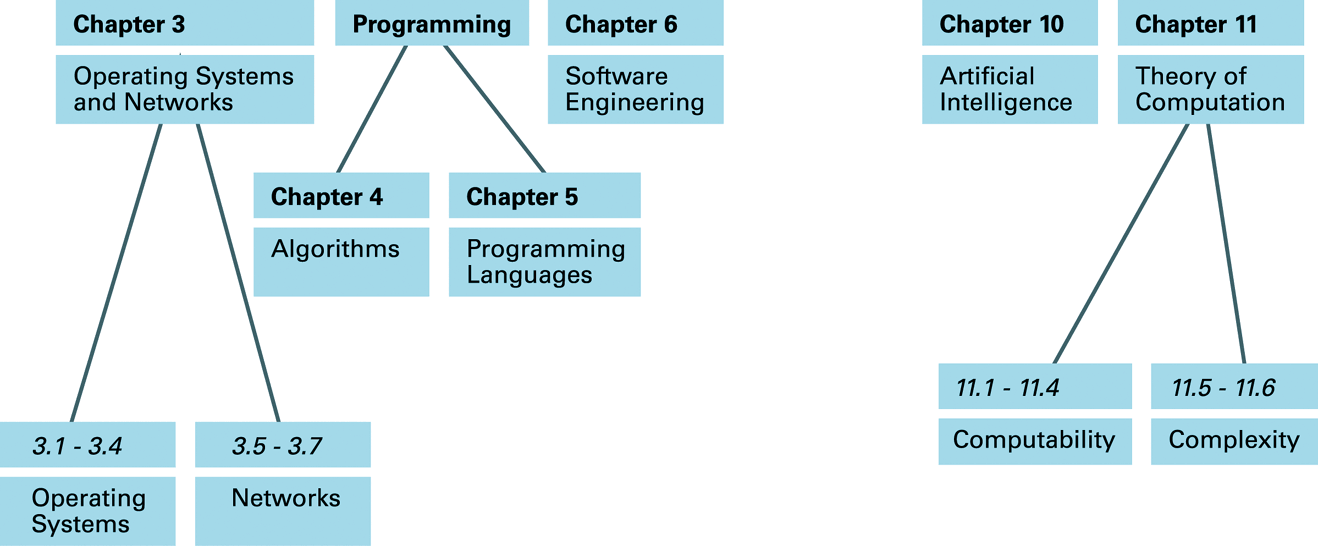 Chapter 3
Operating Systems
and Networks
Programming
Chapter 6
Software
Engineering
Chapter 10
Artificial
Intelligence
Chapter 11
Theory of
Computation
Chapter 4
Algorithms
Chapter 5
Programming
Languages
3.1 - 3.4
Operating
Systems
3.5 - 3.7
Networks
11.1 - 11.4
Computability
11.5 - 11.6
Complexity